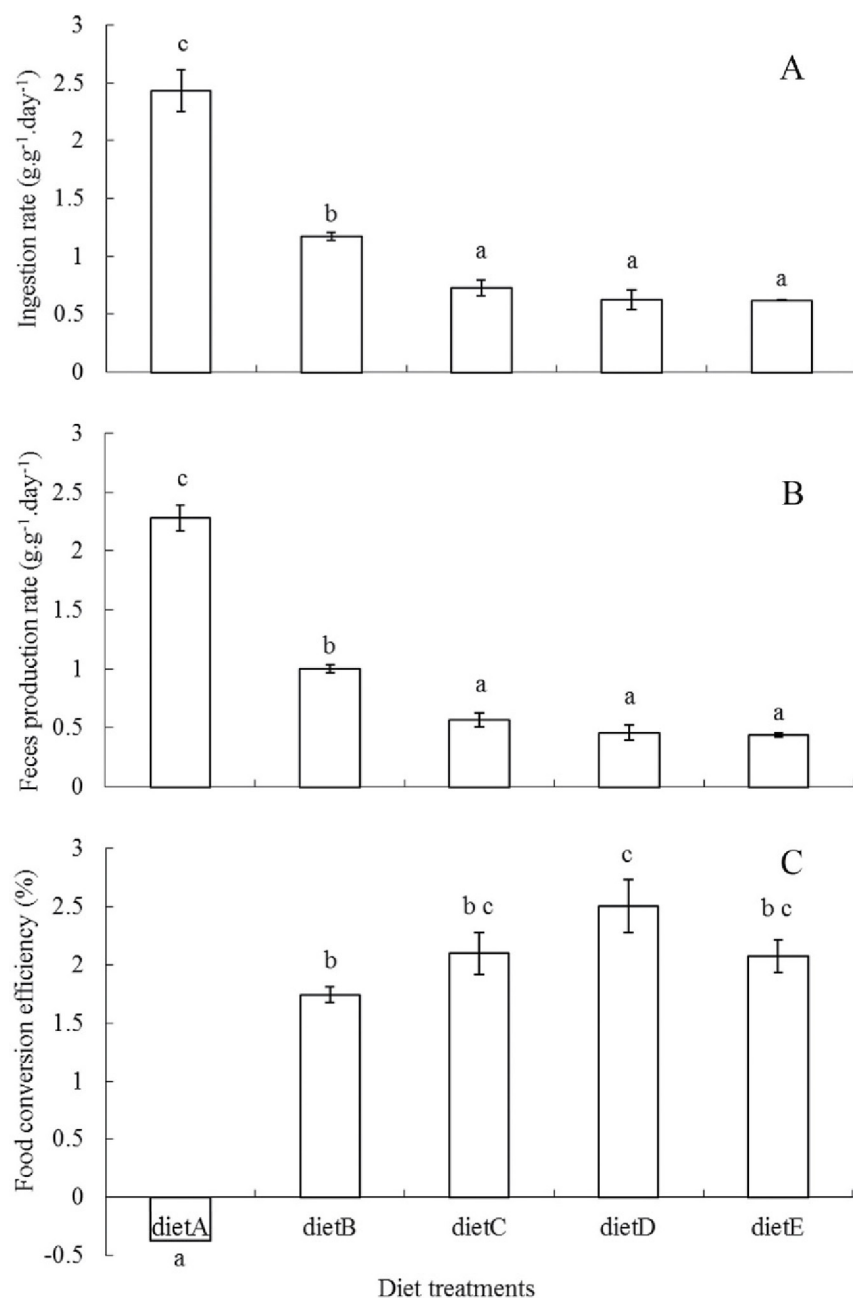 A
Ingestion rate (g.g⁻¹.day⁻¹)
3
2.5
2
1.5
1
0.5
0
c
b
a
a
a
B
Feces production rate (g.g⁻¹.day⁻¹)
3
2.5
2
1.5
1
0.5
0
c
b
a
a
a
C
Food conversion efficiency (%)
3
2.5
2
1.5
1
0.5
0
-0.5
a
b
b c
c
b c
dietA dietB dietC dietD dietE
Diet treatments